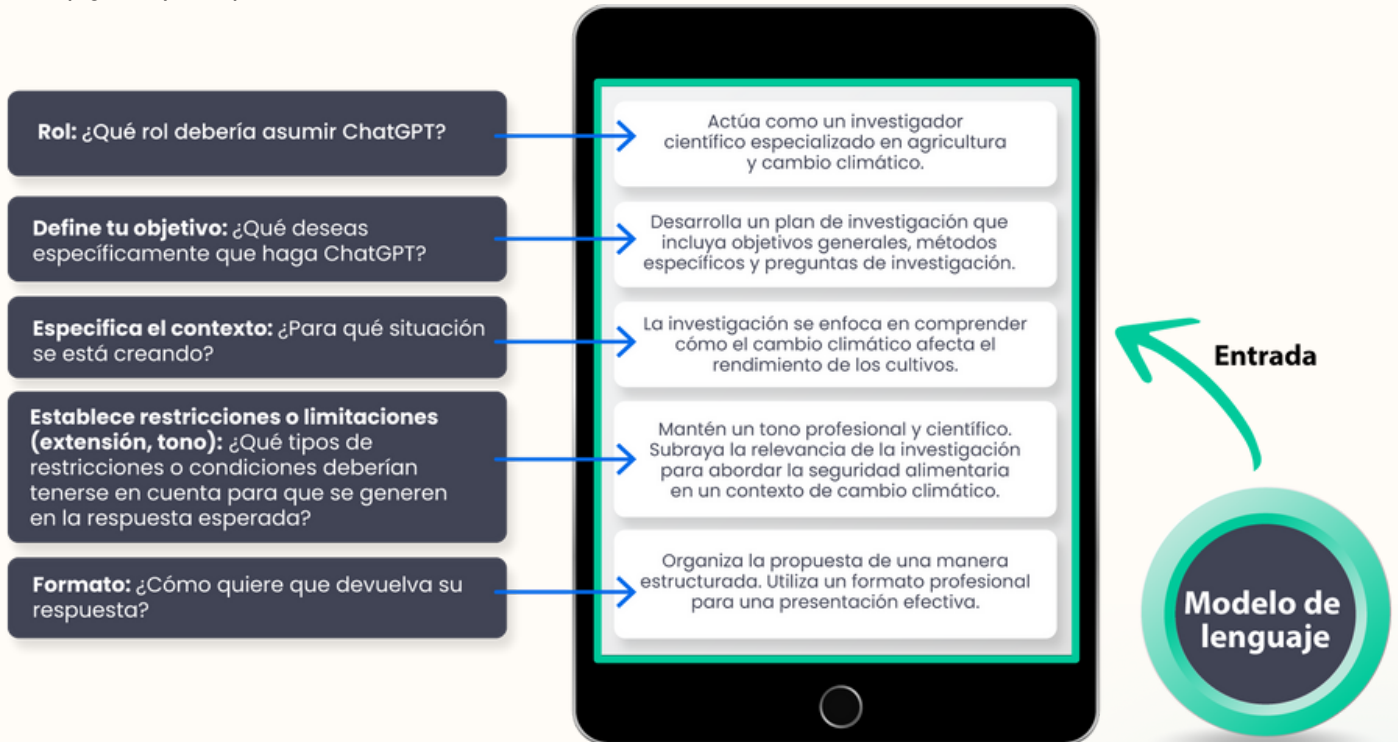 Rol: ¿Qué rol debería asumir ChatGPT?
Actúa como un investigador
científico especializado en agricultura
y cambio climático.
Define tu objetivo: ¿Qué deseas
específicamente que haga ChatGPT?
Desarrolla un plan de investigación que
incluya objetivos generales, métodos
específicos y preguntas de investigación.
Especifica el contexto: ¿Para qué situación
se está creando?
La investigación se enfoca en comprender
cómo el cambio climático afecta el
rendimiento de los cultivos.
Establece restricciones o limitaciones
(extensión, tono): ¿Qué tipos de
restricciones o condiciones deberían
tenerse en cuenta para que se generen
en la respuesta esperada?
Mantén un tono profesional y científico.
Subraya la relevancia de la investigación
para abordar la seguridad alimentaria
en un contexto de cambio climático.
Formato: ¿Cómo quiere que devuelva su
respuesta?
Organiza la propuesta de una manera
estructurada. Utiliza un formato profesional
para una presentación efectiva.
Entrada
Modelo de
lenguaje